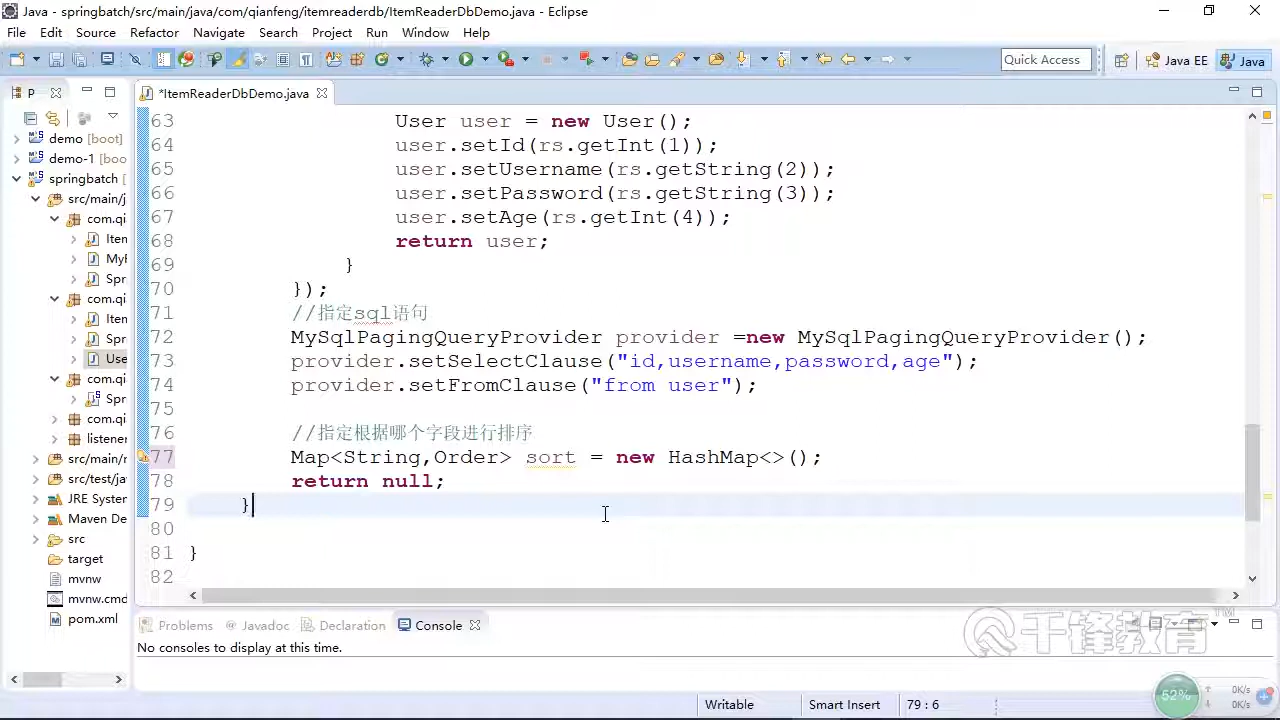 Java - springbatch/src/main/java/com/qianfeng/itemreaderdb/ItemReaderDbDemo.java - Eclipse
File Edit Source Refactor Navigate Search Project Run Window Help
Quick Access
Java EE
Java
P
*ItemReaderDbDemo.java
demo [boot]
demo-1 [boo
springbatch [
src/main/j
com.qi
Iten
MyF
Spr
com.qi
Iten
Spr
Use
com.qi
Spr
com.qi
listener
src/main/r
src/test/ja
JRE System
Maven De
src
target
mvnw
mvnw.cmd
pom.xml
63 User user = new User();
64 user.setId(rs.getInt(1));
65 user.setUsername(rs.getString(2));
66 user.setPassword(rs.getString(3));
67 user.setAge(rs.getInt(4));
68 return user;
69 }
70 });
71 //指定sql语句
72 MySqlPagingQueryProvider provider =new MySqlPagingQueryProvider();
73 provider.setSelectClause("id,username,password,age");
74 provider.setFromClause("from user");
75
76 //指定根据哪个字段进行排序
77 Map<String,Order> sort = new HashMap<>();
78 return null;
79 }
80
81 }
82
Problems Javadoc Declaration Console
No consoles to display at this time.
千锋教育™
Writable Smart Insert 79 : 6
52%
0K/s
0K/s